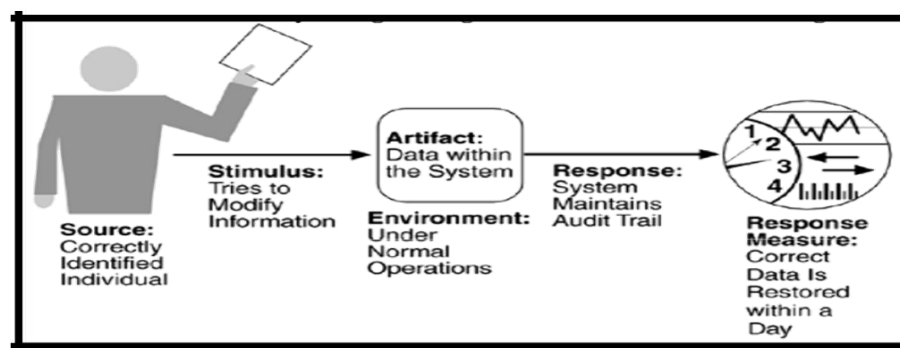 Source:
Correctly
Identified
Individual
Stimulus:
Tries to
Modify
Information
Artifact:
Data within
the System
Environment:
Under
Normal
Operations
Response:
System
Maintains
Audit Trail
1
2
3
4
Response
Measure:
Correct
Data Is
Restored
within a
Day